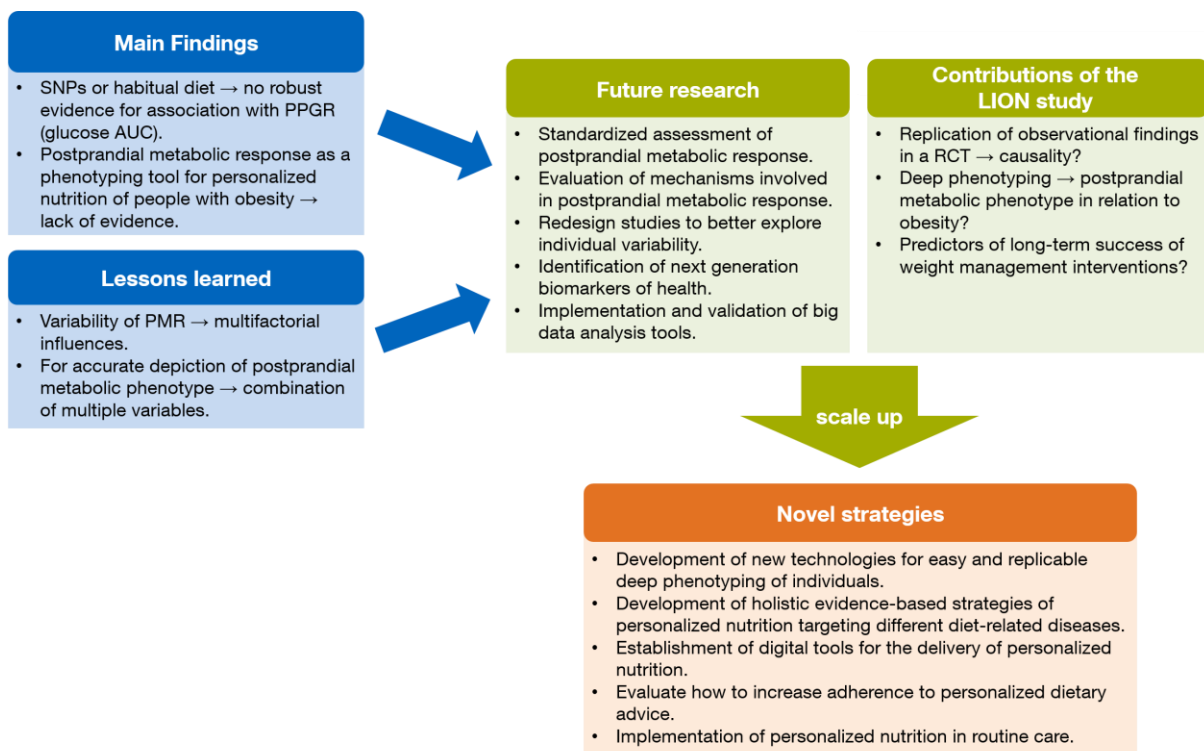 Main Findings
• SNPs or habitual diet → no robust
evidence for association with PPGR
(glucose AUC).
• Postprandial metabolic response as a
phenotyping tool for personalized
nutrition of people with obesity →
lack of evidence.
Lessons learned
• Variability of PMR → multifactorial
influences.
• For accurate depiction of postprandial
metabolic phenotype → combination
of multiple variables.
Future research
• Standardized assessment of
postprandial metabolic response.
• Evaluation of mechanisms involved
in postprandial metabolic response.
• Redesign studies to better explore
individual variability.
• Identification of next generation
biomarkers of health.
• Implementation and validation of big
data analysis tools.
Contributions of the
LION study
• Replication of observational findings
in a RCT → causality?
• Deep phenotyping → postprandial
metabolic phenotype in relation to
obesity?
• Predictors of long-term success of
weight management interventions?
scale up
Novel strategies
• Development of new technologies for easy and replicable
deep phenotyping of individuals.
• Development of holistic evidence-based strategies of
personalized nutrition targeting different diet-related diseases.
• Establishment of digital tools for the delivery of personalized
nutrition.
• Evaluate how to increase adherence to personalized dietary
advice.
• Implementation of personalized nutrition in routine care.